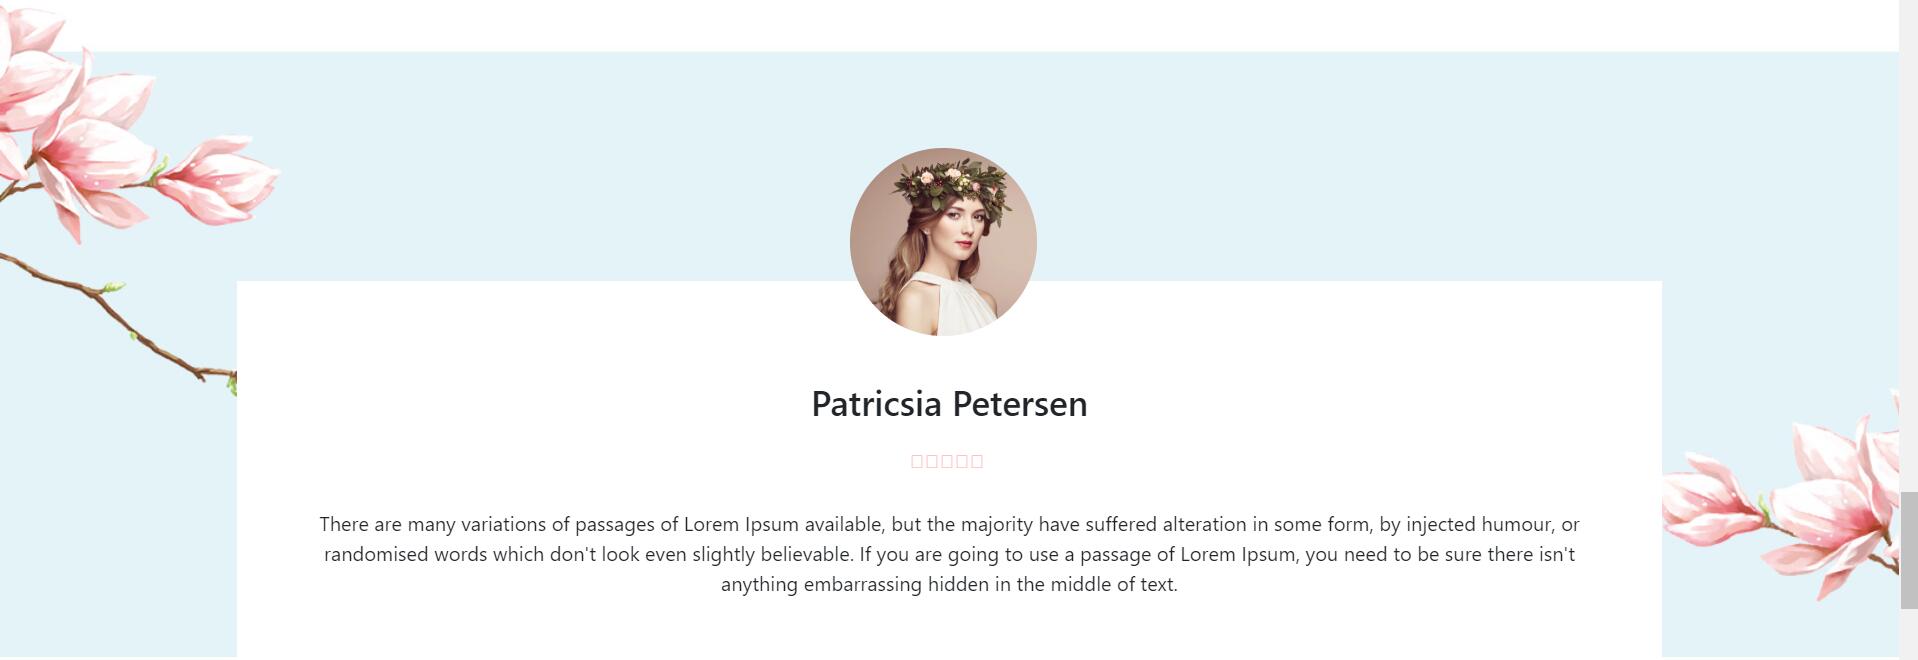 Patricsia Petersen
There are many variations of passages of Lorem Ipsum available, but the majority have suffered alteration in some form, by injected humour, or
randomised words which don't look even slightly believable. If you are going to use a passage of Lorem Ipsum, you need to be sure there isn't
anything embarrassing hidden in the middle of text.